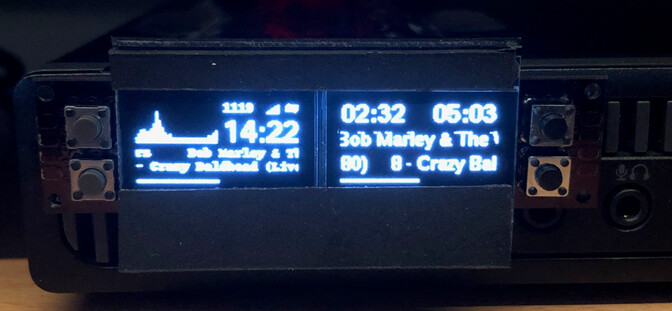 1119
14:22
Bob Marley & Th
- Crazy Baldhead (Live
02:32 05:03
Bob Marley & The
80) 8 - Crazy Bal